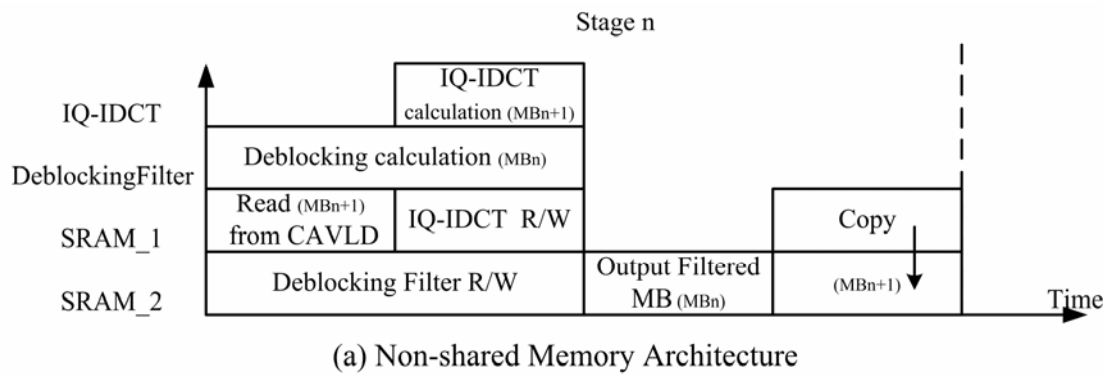 Stage n
IQ-IDCT
IQ-IDCT
calculation (MBn+1)
DeblockingFilter
Deblocking calculation (MBn)
SRAM_1
Read (MBn+1)
from CAVLD
IQ-IDCT R/W
Copy
SRAM_2
Deblocking Filter R/W
Output Filtered
MB (MBn)
(MBn+1)
Time
(a) Non-shared Memory Architecture